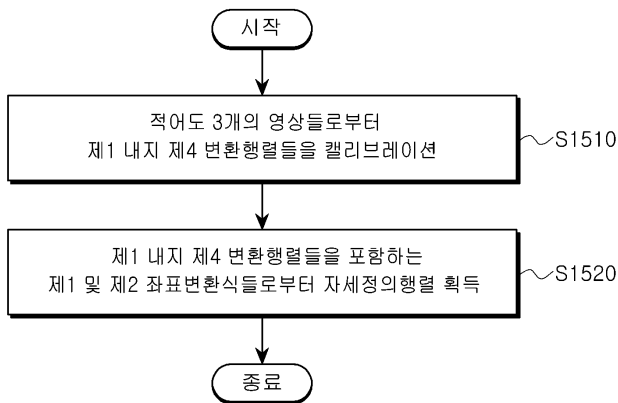 시작
적어도 3개의 영상들로부터
제1 내지 제4 변환행렬들을 캘리브레이션
S1510
제1 내지 제4 변환행렬들을 포함하는
제1 및 제2 좌표변환식들로부터 자세정의행렬 획득
S1520
종료